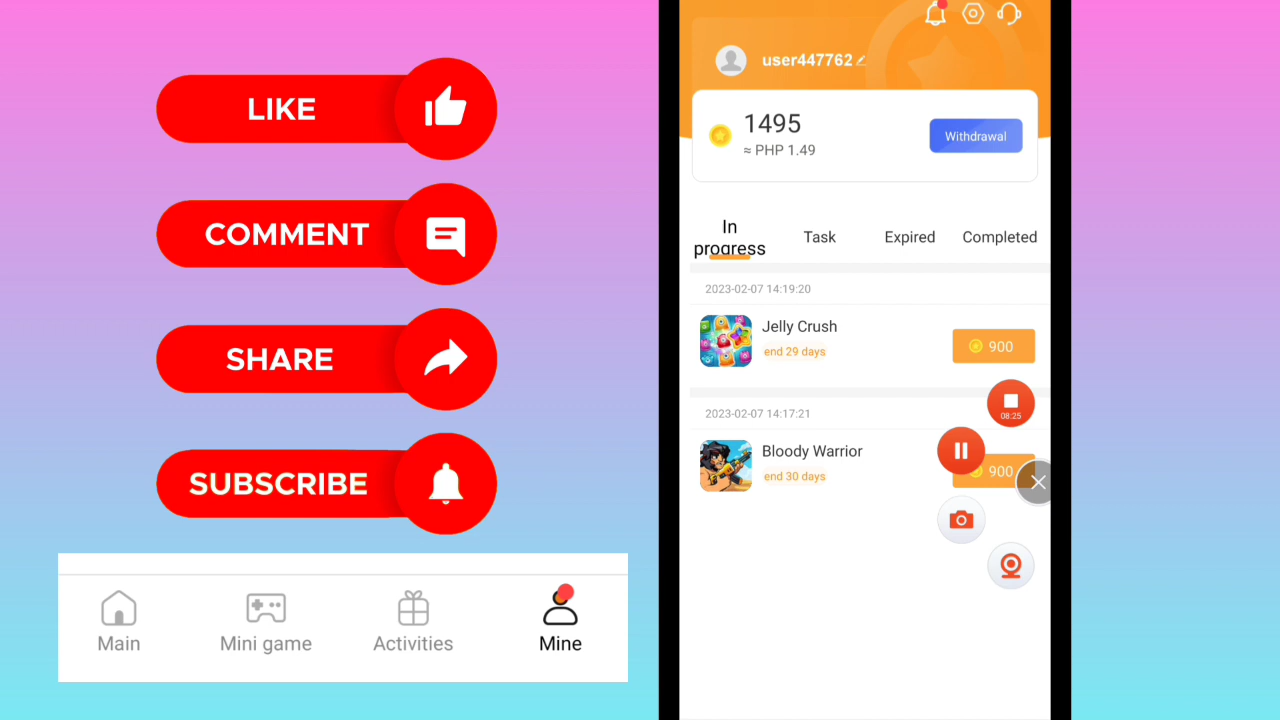 LIKE
COMMENT
SHARE
SUBSCRIBE
Main
Mini game
Activities
Mine
user447762
1495
≈ PHP 1.49
Withdrawal
In
progress
Task
Expired
Completed
2023-02-07 14:19:20
Jelly Crush
end 29 days
900
08:25
2023-02-07 14:17:21
Bloody Warrior
end 30 days
900